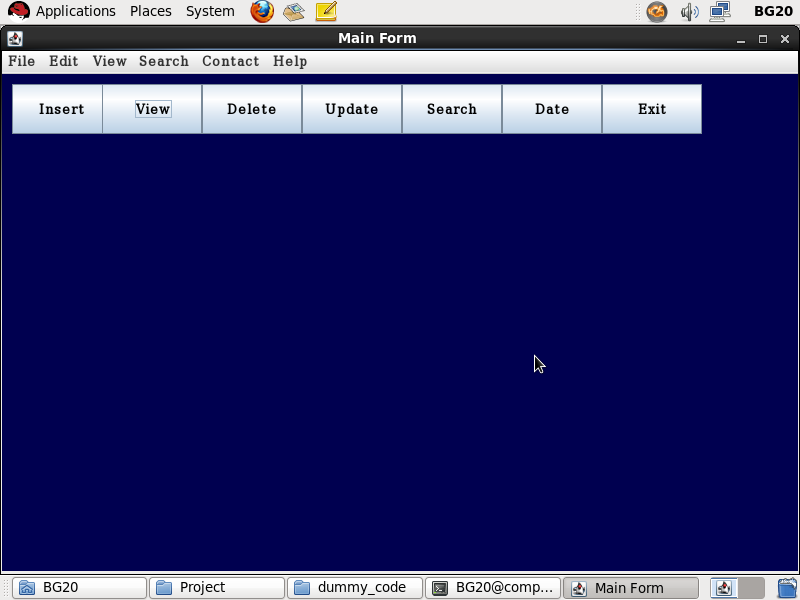 Applications Places System BG20
Main Form
File Edit View Search Contact Help
Insert View Delete Update Search Date Exit
BG20 Project dummy_code BG20@comp... Main Form